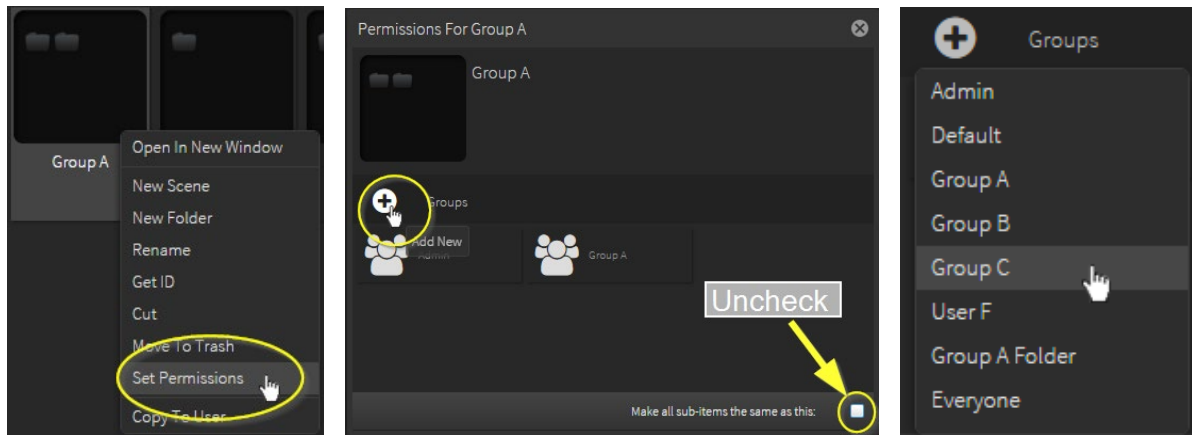 Group A
Open In New Window
New Scene
New Folder
Rename
Get ID
Cut
Move To Trash
Set Permissions
Copy To User
Permissions For Group A
Group A
Groups
Add New
Admin
Group A
Uncheck
Make all sub-items the same as this:
Groups
Admin
Default
Group A
Group B
Group C
User F
Group A Folder
Everyone